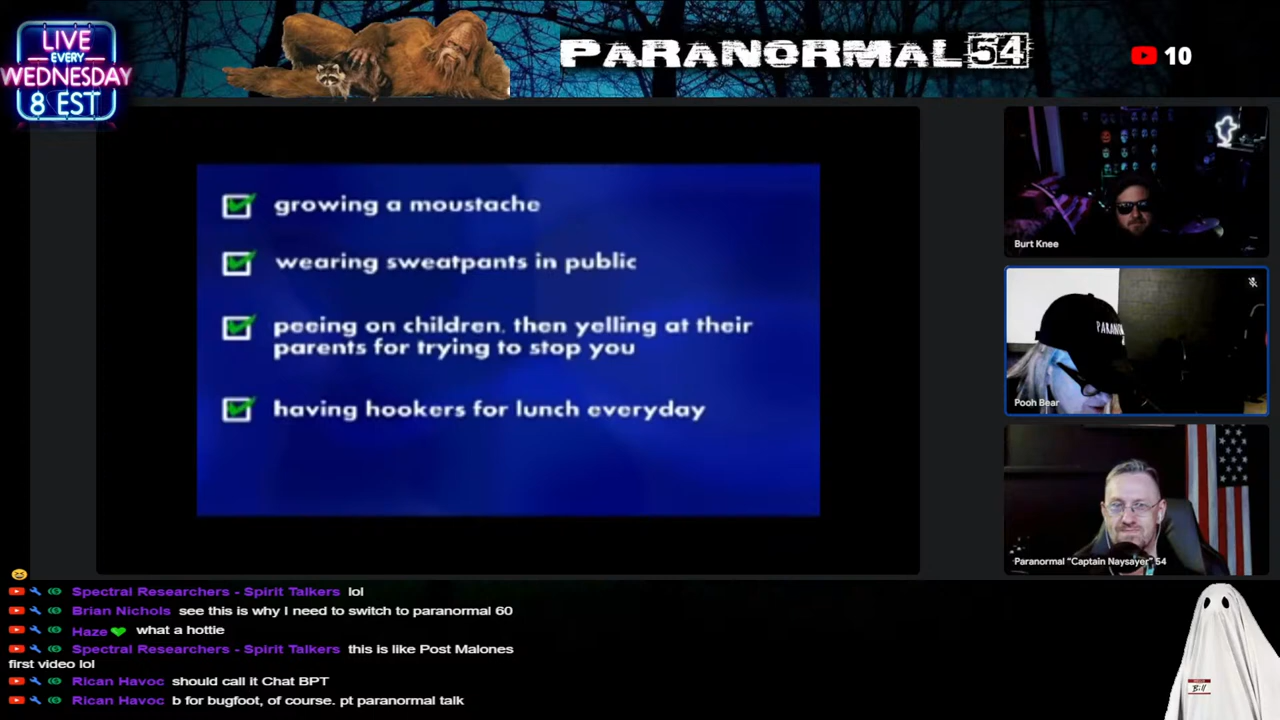 LIVE
EVERY
WEDNESDAY
8 EST
PARANORMAL 54
10
growing a moustache
wearing sweatpants in public
peeing on children, then yelling at their
parents for trying to stop you
having hookers for lunch everyday
Burt Knee
PARANOR
Pooh Bear
Paranormal "Captain Naysayer" 54
Spectral Researchers - Spirit Talkers lol
Brian Nichols see this is why I need to switch to paranormal 60
Haze 💚 what a hottie
Spectral Researchers - Spirit Talkers this is like Post Malones
first video lol
Rican Havoc should call it Chat BPT
Rican Havoc b for bugfoot, of course. pt paranormal talk
Bill